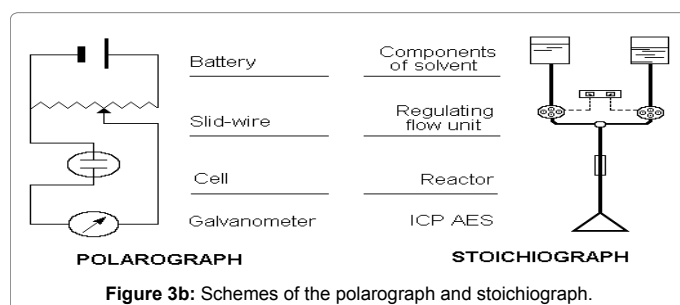 Battery
Components
of solvent
Slid-wire
Regulating
flow unit
Cell
Reactor
Galvanometer
ICP AES
POLAROGRAPH
STOICHIOGRAPH
Figure 3b: Schemes of the polarograph and stoichiograph.